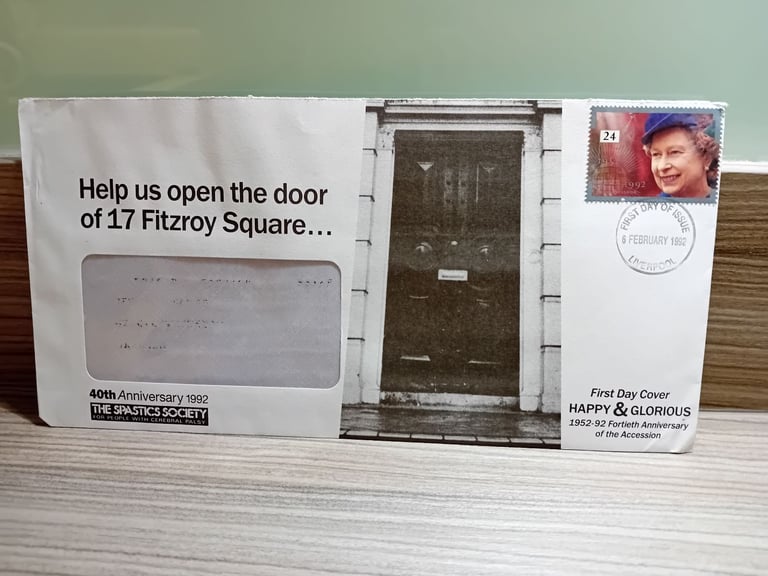 Help us open the door
of 17 Fitzroy Square...
40th Anniversary 1992
THE SPASTICS SOCIETY
FOR PEOPLE WITH CEREBRAL PALSY
24
1992
FIRST DAY OF ISSUE
6 FEBRUARY 1992
LIVERPOOL
First Day Cover
HAPPY & GLORIOUS
1952-92 Fortieth Anniversary
of the Accession